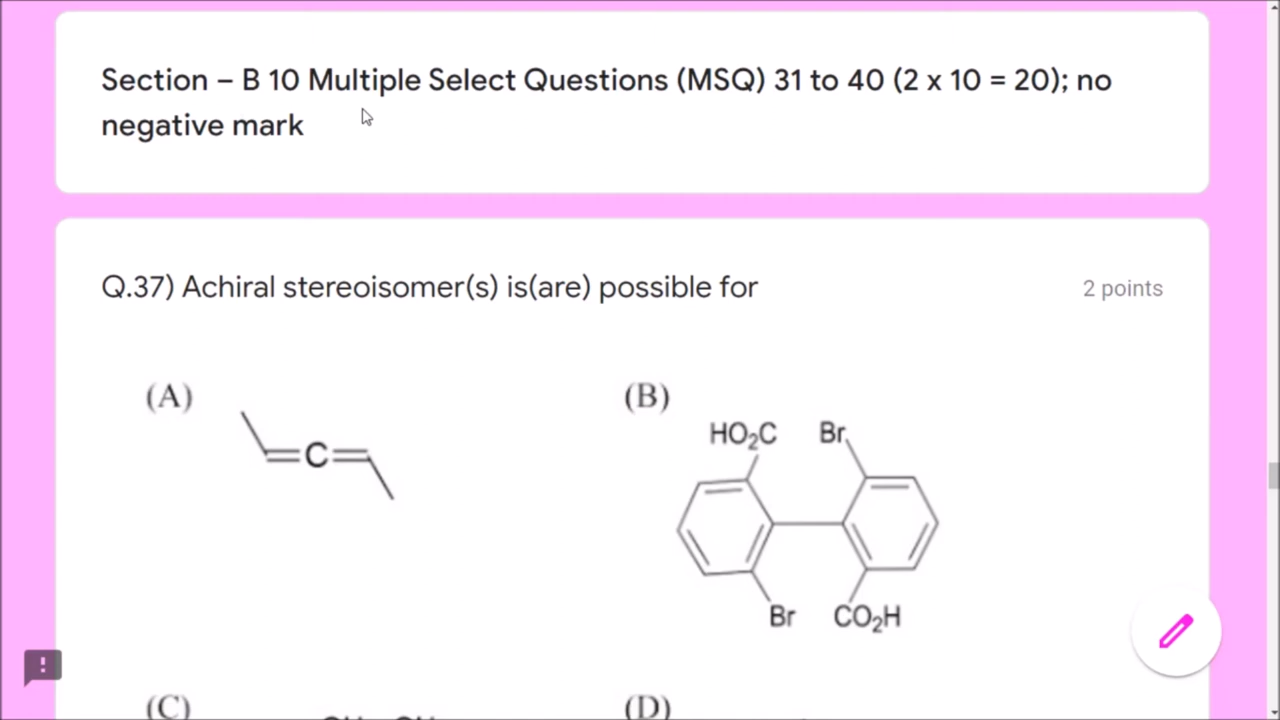 Section – B 10 Multiple Select Questions (MSQ) 31 to 40 (2 x 10 = 20); no
negative mark
Q.37) Achiral stereoisomer(s) is(are) possible for
2 points
(A)
(B)
C
HO₂C
Br
Br
CO₂H
(C)
(D)